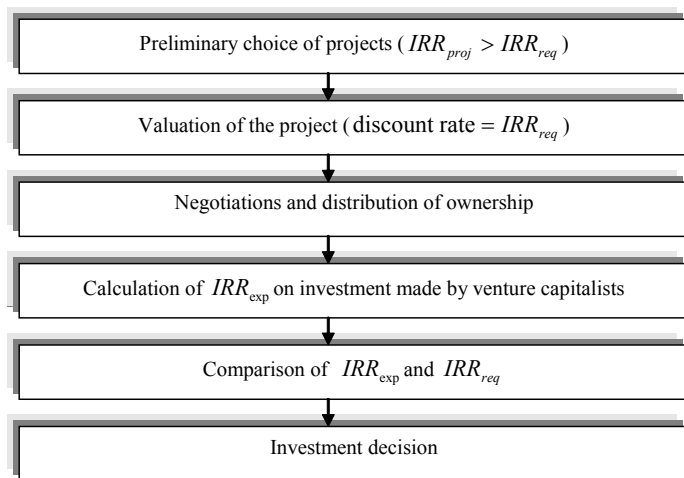 Preliminary choice of projects ( IRR_proj > IRR_req )
Valuation of the project ( discount rate = IRR_req )
Negotiations and distribution of ownership
Calculation of IRR_exp on investment made by venture capitalists
Comparison of IRR_exp and IRR_req
Investment decision